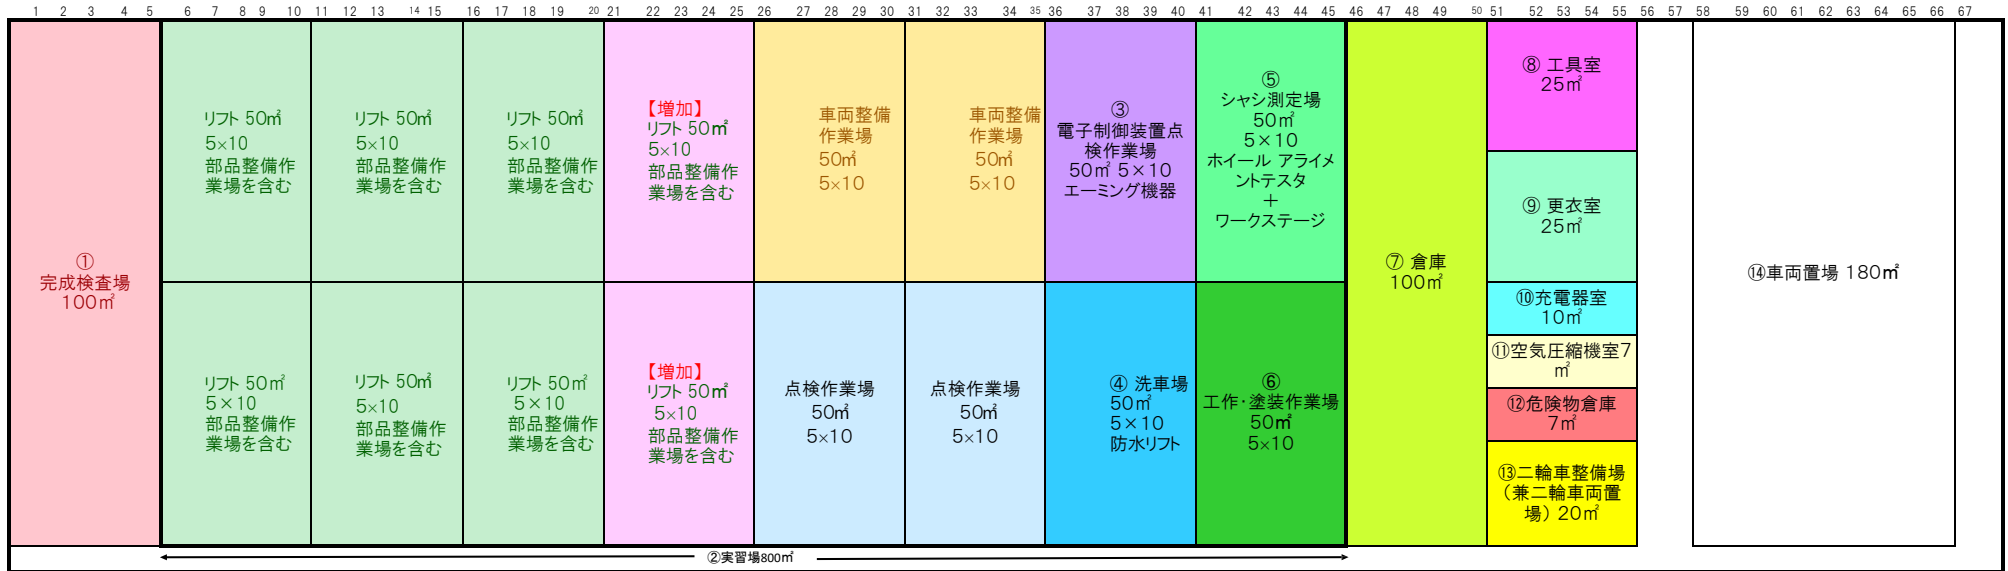 1 2 3 4 5 6 7 8 9 10 11 12 13 14 15 16 17 18 19 20 21 22 23 24 25 26 27 28 29 30 31 32 33 34 35 36 37 38 39 40 41 42 43 44 45 46 47 48 49 50 51 52 53 54 55 56 57 58 59 60 61 62 63 64 65 66 67
①
完成検査場
100㎡
リフト 50㎡
5×10
部品整備作
業場を含む
リフト 50㎡
5×10
部品整備作
業場を含む
リフト 50㎡
5×10
部品整備作
業場を含む
【増加】
リフト 50㎡
5×10
部品整備作
業場を含む
車両整備
作業場
50㎡
5×10
車両整備
作業場
50㎡
5×10
③
電子制御装置点
検作業場
50㎡ 5×10
エーミング機器
⑤
シャシ測定場
50㎡
5×10
ホイール アライメ
ントテスタ
＋
ワークステージ
リフト 50㎡
5×10
部品整備作
業場を含む
リフト 50㎡
5×10
部品整備作
業場を含む
リフト 50㎡
5×10
部品整備作
業場を含む
【増加】
リフト 50㎡
5×10
部品整備作
業場を含む
点検作業場
50㎡
5×10
点検作業場
50㎡
5×10
④ 洗車場
50㎡
5×10
防水リフト
⑥
工作・塗装作業場
50㎡
5×10
⑦ 倉庫
100㎡
⑧ 工具室
25㎡
⑨ 更衣室
25㎡
⑩充電器室
10㎡
⑪空気圧縮機室7
㎡
⑫危険物倉庫
7㎡
⑬二輪車整備場
（兼二輪車両置
場） 20㎡
⑭車両置場 180㎡
②実習場800㎡